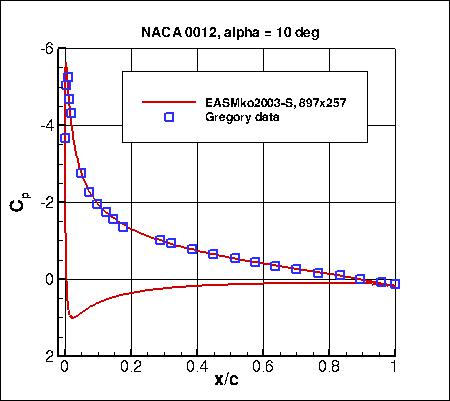 NACA 0012, alpha = 10 deg
EASMko2003-S, 897x257
Gregory data
-6
-4
-2
0
2
Cp
0 0.2 0.4 0.6 0.8 1
x/c